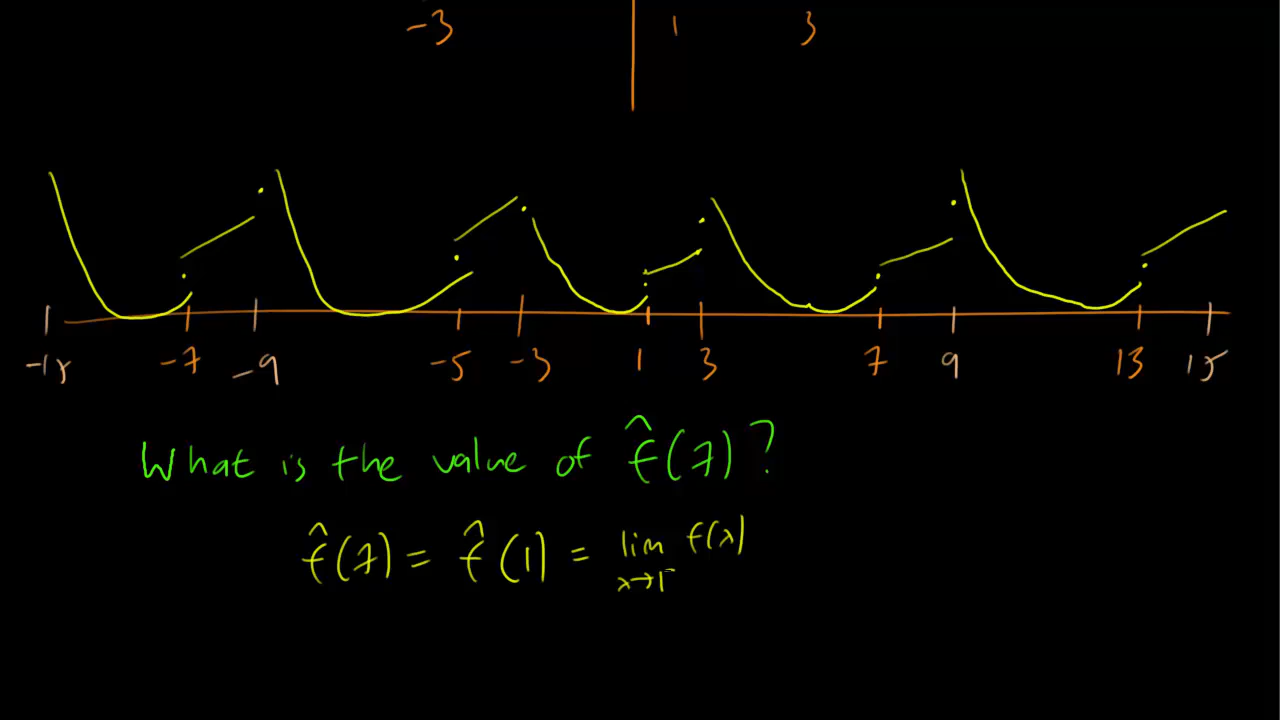 -3 1 3
-15 -7 -9 -5 -3 1 3 7 9 13 15
What is the value of f̂(7)?
f̂(7) = f̂(1) = lim f(x)
x→1⁻